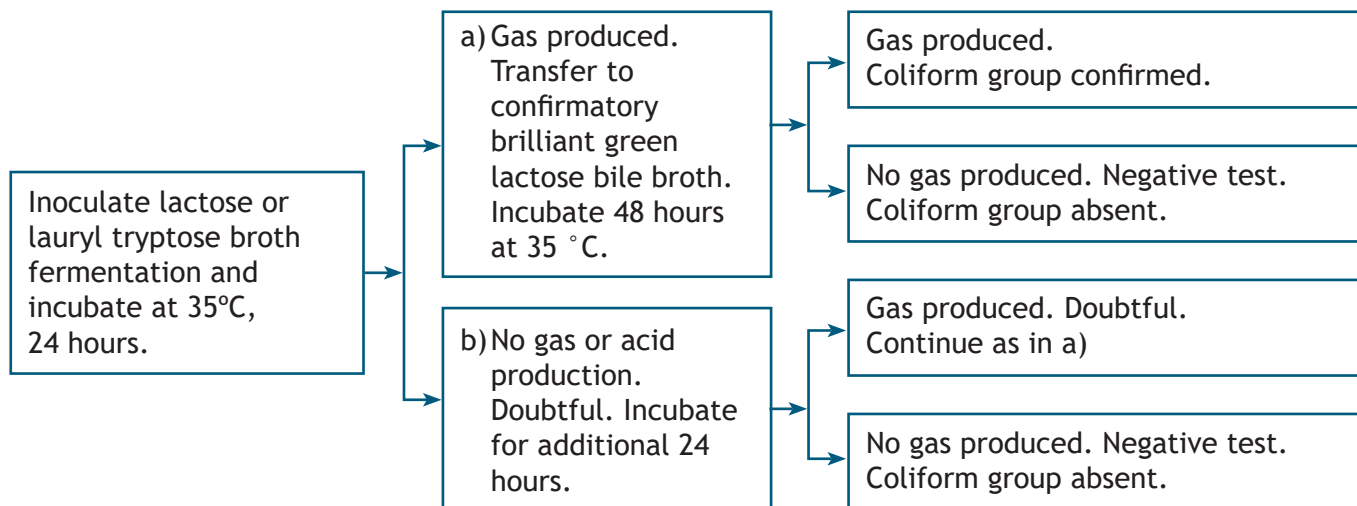 Inoculate lactose or
lauryl tryptose broth
fermentation and
incubate at 35ºC,
24 hours.
a) Gas produced.
Transfer to
confirmatory
brilliant green
lactose bile broth.
Incubate 48 hours
at 35 °C.
Gas produced.
Coliform group confirmed.
No gas produced. Negative test.
Coliform group absent.
b) No gas or acid
production.
Doubtful. Incubate
for additional 24
hours.
Gas produced. Doubtful.
Continue as in a)
No gas produced. Negative test.
Coliform group absent.